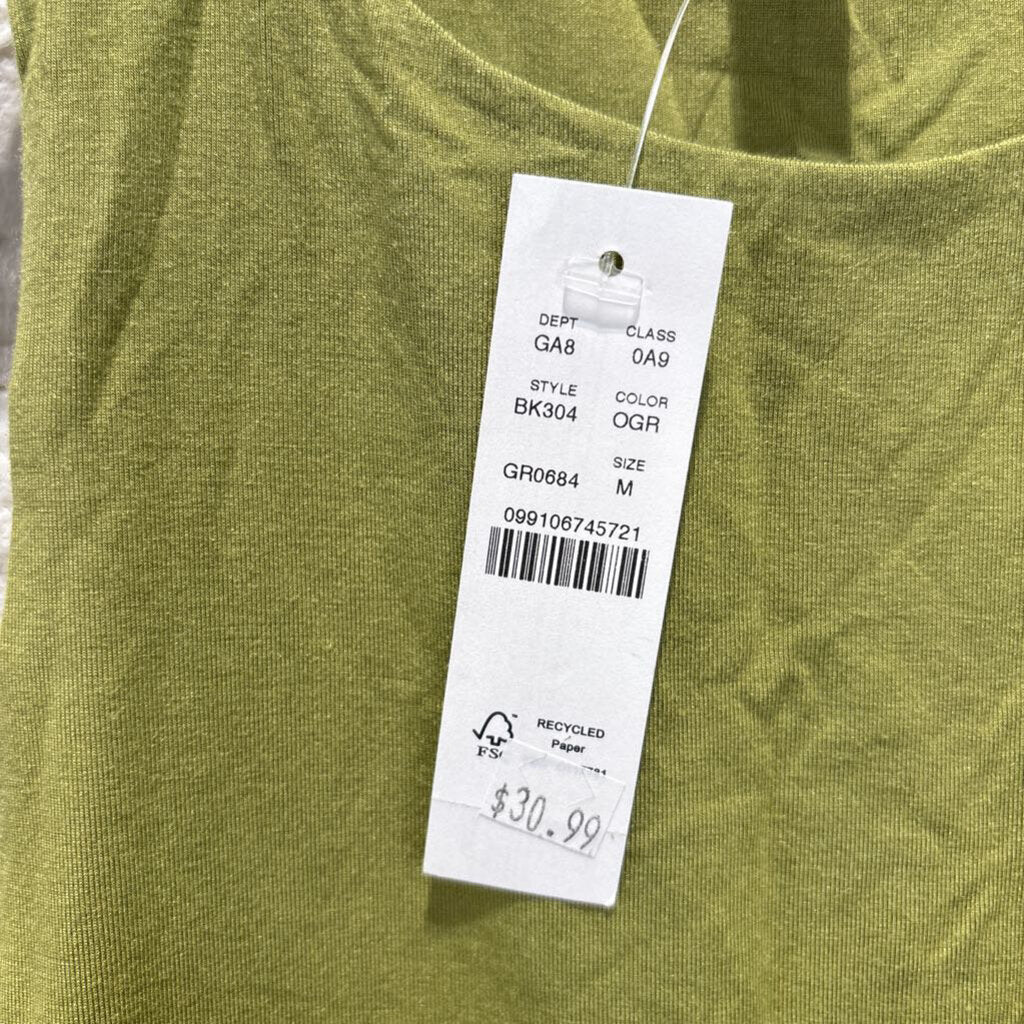 DEPT CLASS
GA8 0A9
STYLE COLOR
BK304 OGR
SIZE
GR0684 M
099106745721
RECYCLED
Paper
$30.99